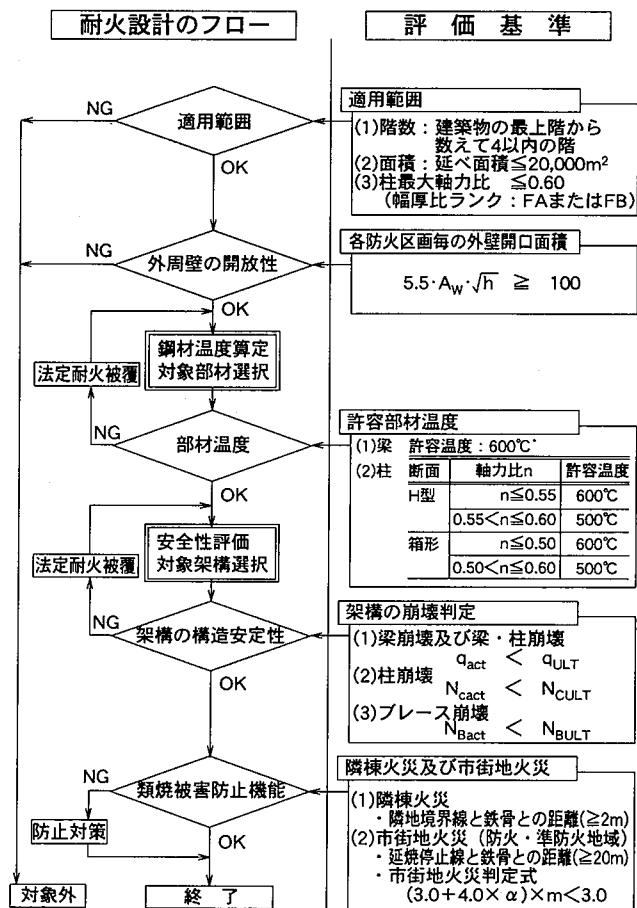 耐火設計のフロー
評価基準
NG
適用範囲
OK
適用範囲
(1)階数：建築物の最上階から
数えて4以内の階
(2)面積：延べ面積≦20,000m²
(3)柱最大軸力比 ≦0.60
(幅厚比ランク：FAまたはFB)
NG
外周壁の開放性
OK
各防火区画毎の外壁開口面積
5.5·A_W·√h ≧ 100
鋼材温度算定
対象部材選択
法定耐火被覆
NG
部材温度
OK
許容部材温度
(1)梁 許容温度：600℃*
(2)柱 断面 軸力比n 許容温度
H型 n≦0.55 600℃
0.55<n≦0.60 500℃
箱形 n≦0.50 600℃
0.50<n≦0.60 500℃
安全性評価
対象架構選択
法定耐火被覆
NG
架構の構造安定性
OK
架構の崩壊判定
(1)梁崩壊及び梁・柱崩壊
q_act < q_ULT
(2)柱崩壊
N_cact < N_CULT
(3)ブレース崩壊
N_Bact < N_BULT
NG
類焼被害防止機能
防止対策
OK
隣棟火災及び市街地火災
(1)隣棟火災
・隣地境界線と鉄骨との距離(≧2m)
(2)市街地火災（防火・準防火地域）
・延焼停止線と鉄骨との距離(≧20m)
・市街地火災判定式
(3.0+4.0×α)×m<3.0
対象外
終了